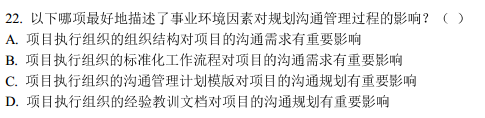 22. 以下哪项最好地描述了事业环境因素对规划沟通管理过程的影响？（ ）
A. 项目执行组织的组织结构对项目的沟通需求有重要影响
B. 项目执行组织的标准化工作流程对项目的沟通需求有重要影响
C. 项目执行组织的沟通管理计划模版对项目的沟通规划有重要影响
D. 项目执行组织的经验教训文档对项目的沟通规划有重要影响